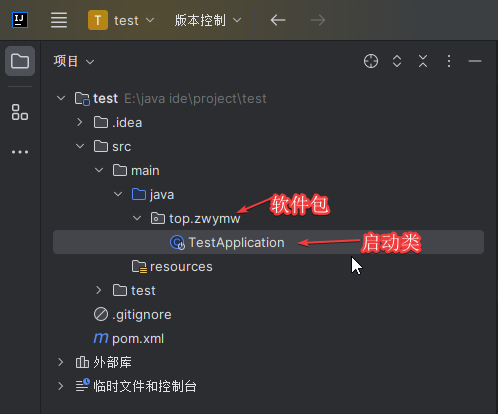 IJ
T test 版本控制
项目
test E:\java ide\project\test
.idea
src
main
java
top.zwymw
软件包
TestApplication
启动类
resources
test
.gitignore
m pom.xml
外部库
临时文件和控制台